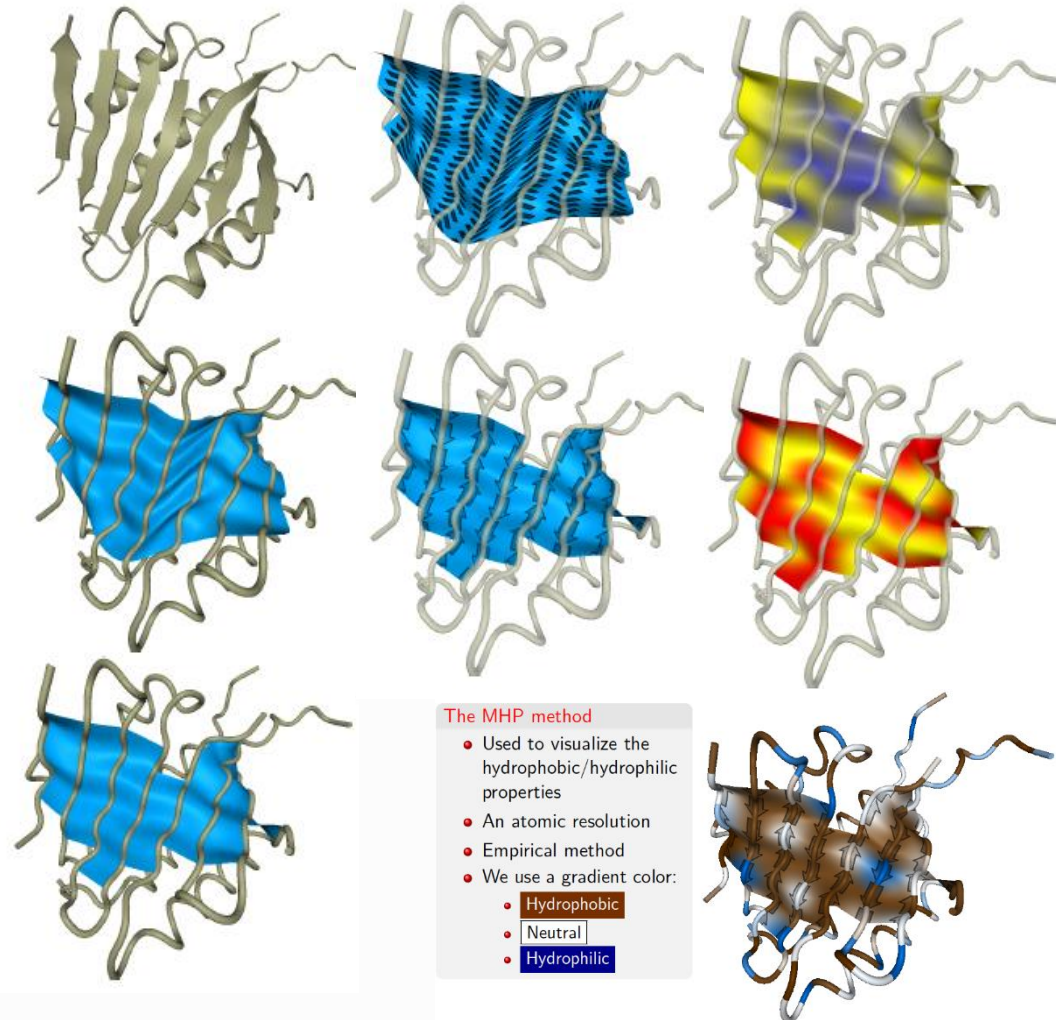 The MHP method
Used to visualize the
hydrophobic/hydrophilic
properties
An atomic resolution
Empirical method
We use a gradient color:
Hydrophobic
Neutral
Hydrophilic